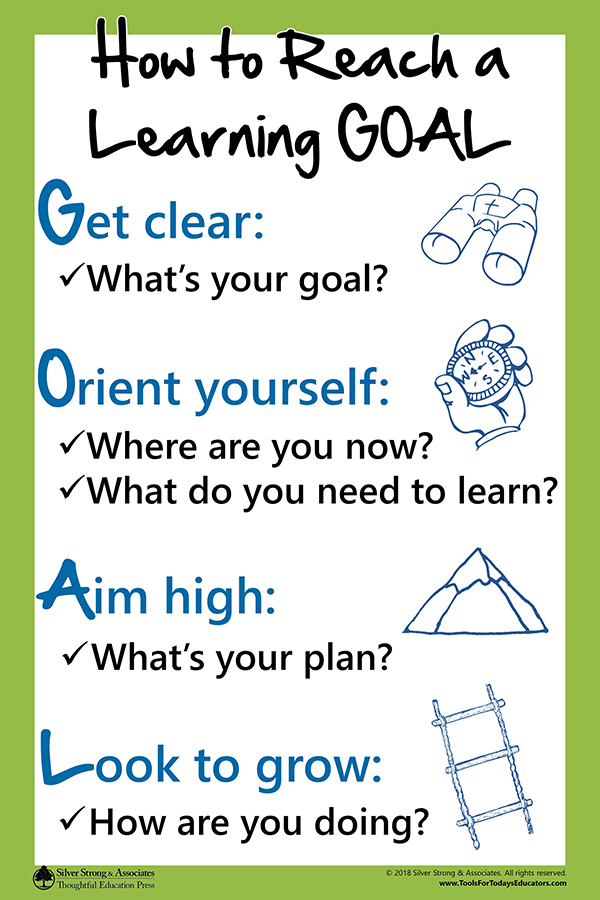 How to Reach a
Learning GOAL
Get clear:
✓What's your goal?
Orient yourself:
✓Where are you now?
✓What do you need to learn?
Aim high:
✓What's your plan?
Look to grow:
✓How are you doing?
N
E
S
W
Silver Strong & Associates
Thoughtful Education Press
© 2018 Silver Strong & Associates. All rights reserved.
www.ToolsForTodaysEducators.com